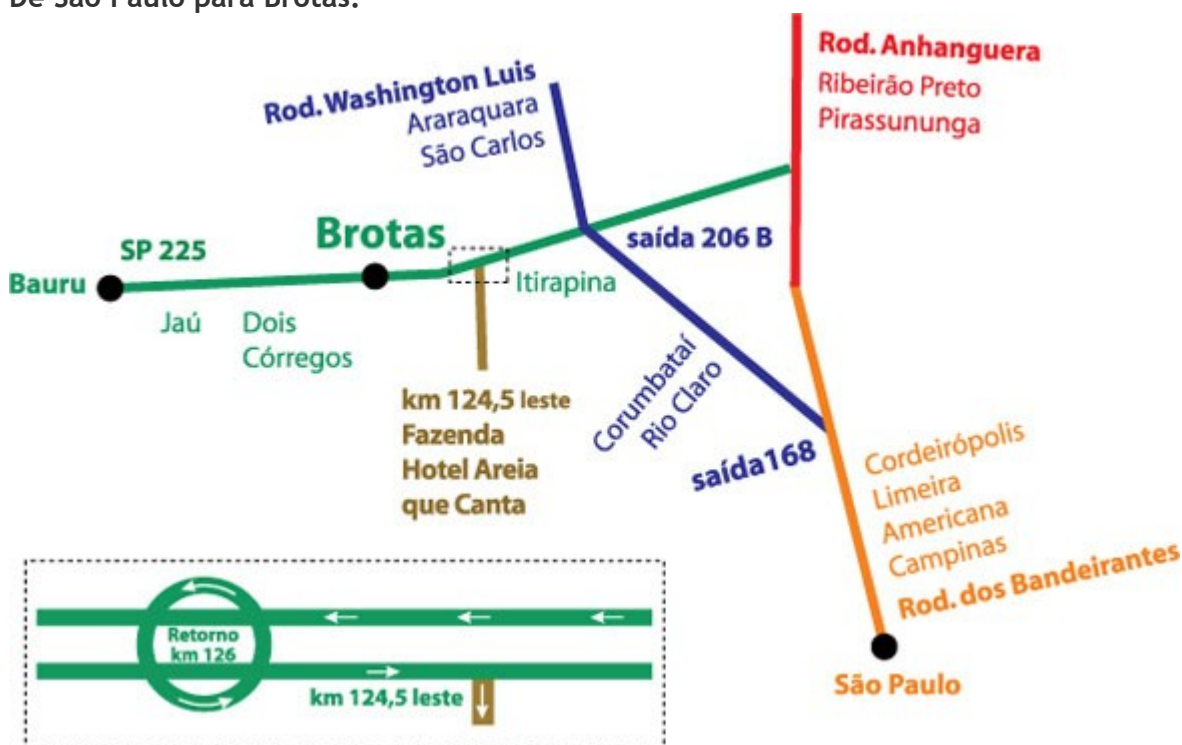 De São Paulo para Brotas:
Rod. Anhanguera
Ribeirão Preto
Pirassununga
Rod. Washington Luis
Araraquara
São Carlos
Brotas
saída 206 B
SP 225
Bauru
Itirapina
Jaú
Dois
Córregos
km 124,5 leste
Fazenda
Hotel Areia
que Canta
Corumbataí
Rio Claro
saída168
Cordeirópolis
Limeira
Americana
Campinas
Rod. dos Bandeirantes
São Paulo
Retorno
km 126
km 124,5 leste